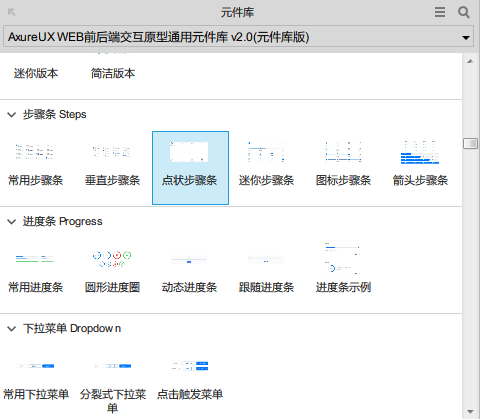 元件库
AxureUX WEB前后端交互原型通用元件库 v2.0(元件库版)
迷你版本 简洁版本
步骤条 Steps
常用步骤条 垂直步骤条 点状步骤条 迷你步骤条 图标步骤条 箭头步骤条
进度条 Progress
常用进度条 圆形进度圈 动态进度条 跟随进度条 进度条示例
下拉菜单 Dropdown
常用下拉菜单 分裂式下拉菜单 点击触发菜单